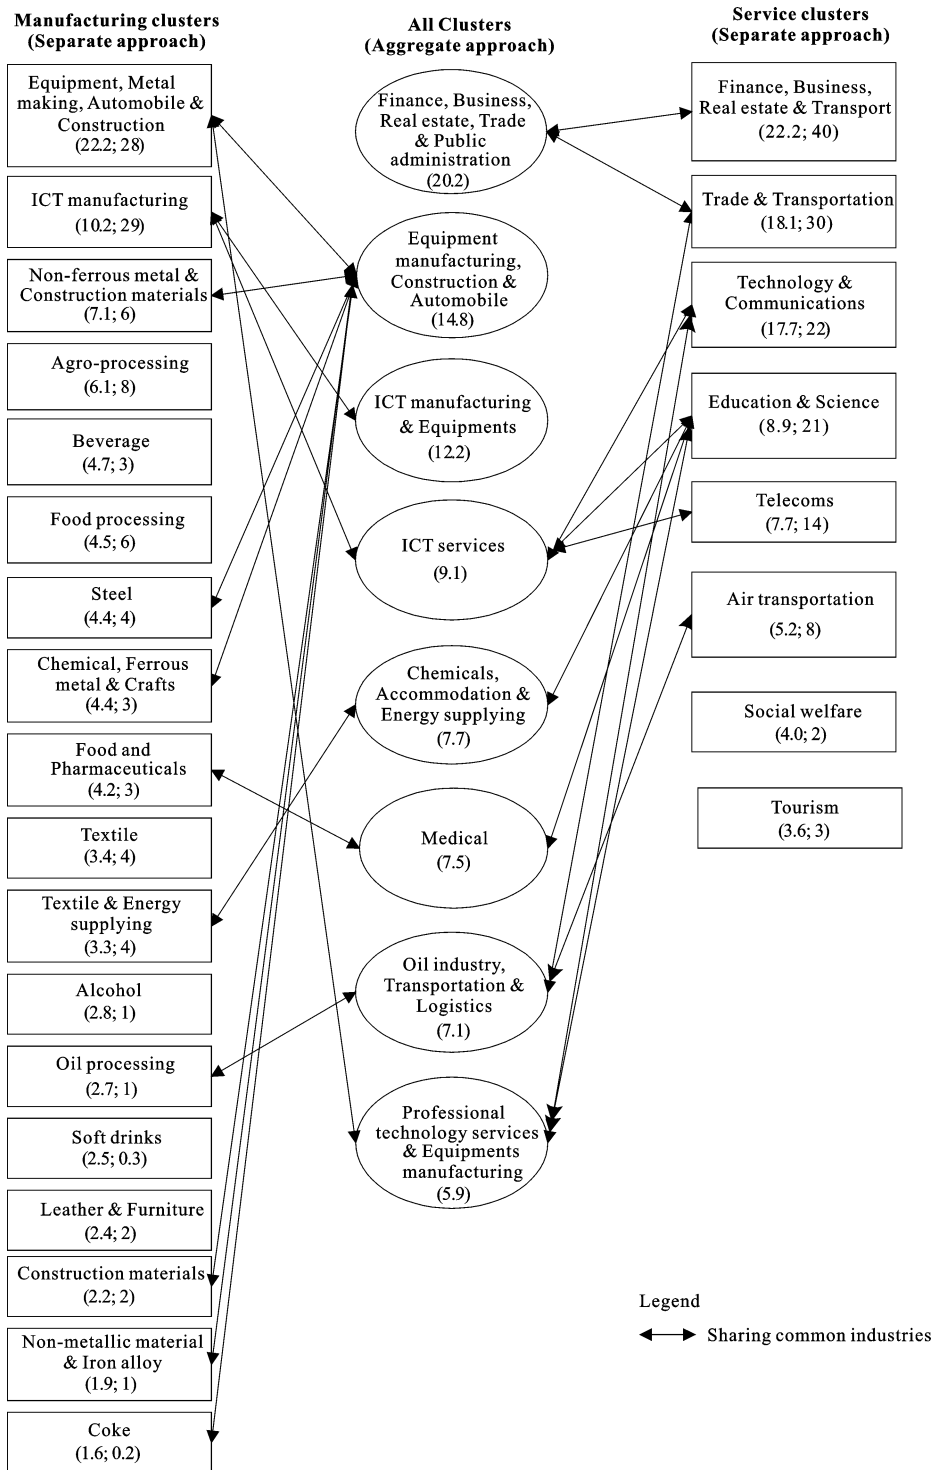 Manufacturing clusters
(Separate approach)
Equipment, Metal
making, Automobile &
Construction
(22.2; 28)
ICT manufacturing
(10.2; 29)
Non-ferrous metal &
Construction materials
(7.1; 6)
Agro-processing
(6.1; 8)
Beverage
(4.7; 3)
Food processing
(4.5; 6)
Steel
(4.4; 4)
Chemical, Ferrous
metal & Crafts
(4.4; 3)
Food and
Pharmaceuticals
(4.2; 3)
Textile
(3.4; 4)
Textile & Energy
supplying
(3.3; 4)
Alcohol
(2.8; 1)
Oil processing
(2.7; 1)
Soft drinks
(2.5; 0.3)
Leather & Furniture
(2.4; 2)
Construction materials
(2.2; 2)
Non-metallic material
& Iron alloy
(1.9; 1)
Coke
(1.6; 0.2)
All Clusters
(Aggregate approach)
Finance, Business,
Real estate, Trade
& Public
administration
(20.2)
Equipment
manufacturing,
Construction &
Automobile
(14.8)
ICT manufacturing
& Equipments
(12.2)
ICT services
(9.1)
Chemicals,
Accommodation &
Energy supplying
(7.7)
Medical
(7.5)
Oil industry,
Transportation &
Logistics
(7.1)
Professional
technology services
& Equipments
manufacturing
(5.9)
Service clusters
(Separate approach)
Finance, Business,
Real estate & Transport
(22.2; 40)
Trade & Transportation
(18.1; 30)
Technology &
Communications
(17.7; 22)
Education & Science
(8.9; 21)
Telecoms
(7.7; 14)
Air transportation
(5.2; 8)
Social welfare
(4.0; 2)
Tourism
(3.6; 3)
Legend
Sharing common industries